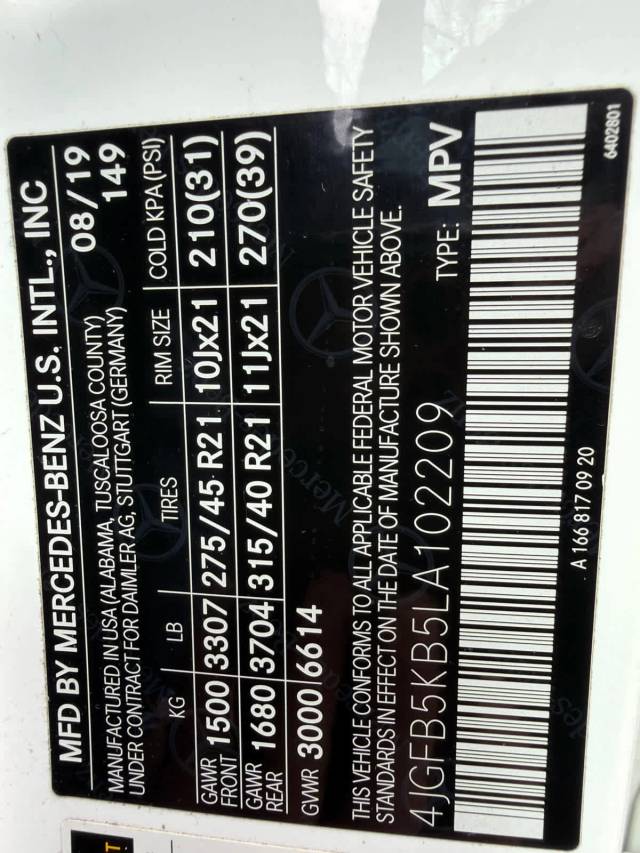 MFD BY MERCEDES-BENZ U.S. INTL., INC
MANUFACTURED IN USA (ALABAMA, TUSCALOOSA COUNTY) 08/19
UNDER CONTRACT FOR DAIMLER AG, STUTTGART (GERMANY) 149
KG LB TIRES RIM SIZE COLD KPA (PSI)
GAWR FRONT 1500 3307 275/45 R21 10Jx21 210(31)
GAWR REAR 1680 3704 315/40 R21 11Jx21 270(39)
GVWR 3000 6614
THIS VEHICLE CONFORMS TO ALL APPLICABLE FEDERAL MOTOR VEHICLE SAFETY
STANDARDS IN EFFECT ON THE DATE OF MANUFACTURE SHOWN ABOVE.
4JGFB5KB5LA102209 TYPE: MPV
A 166 817 09 20
6402801